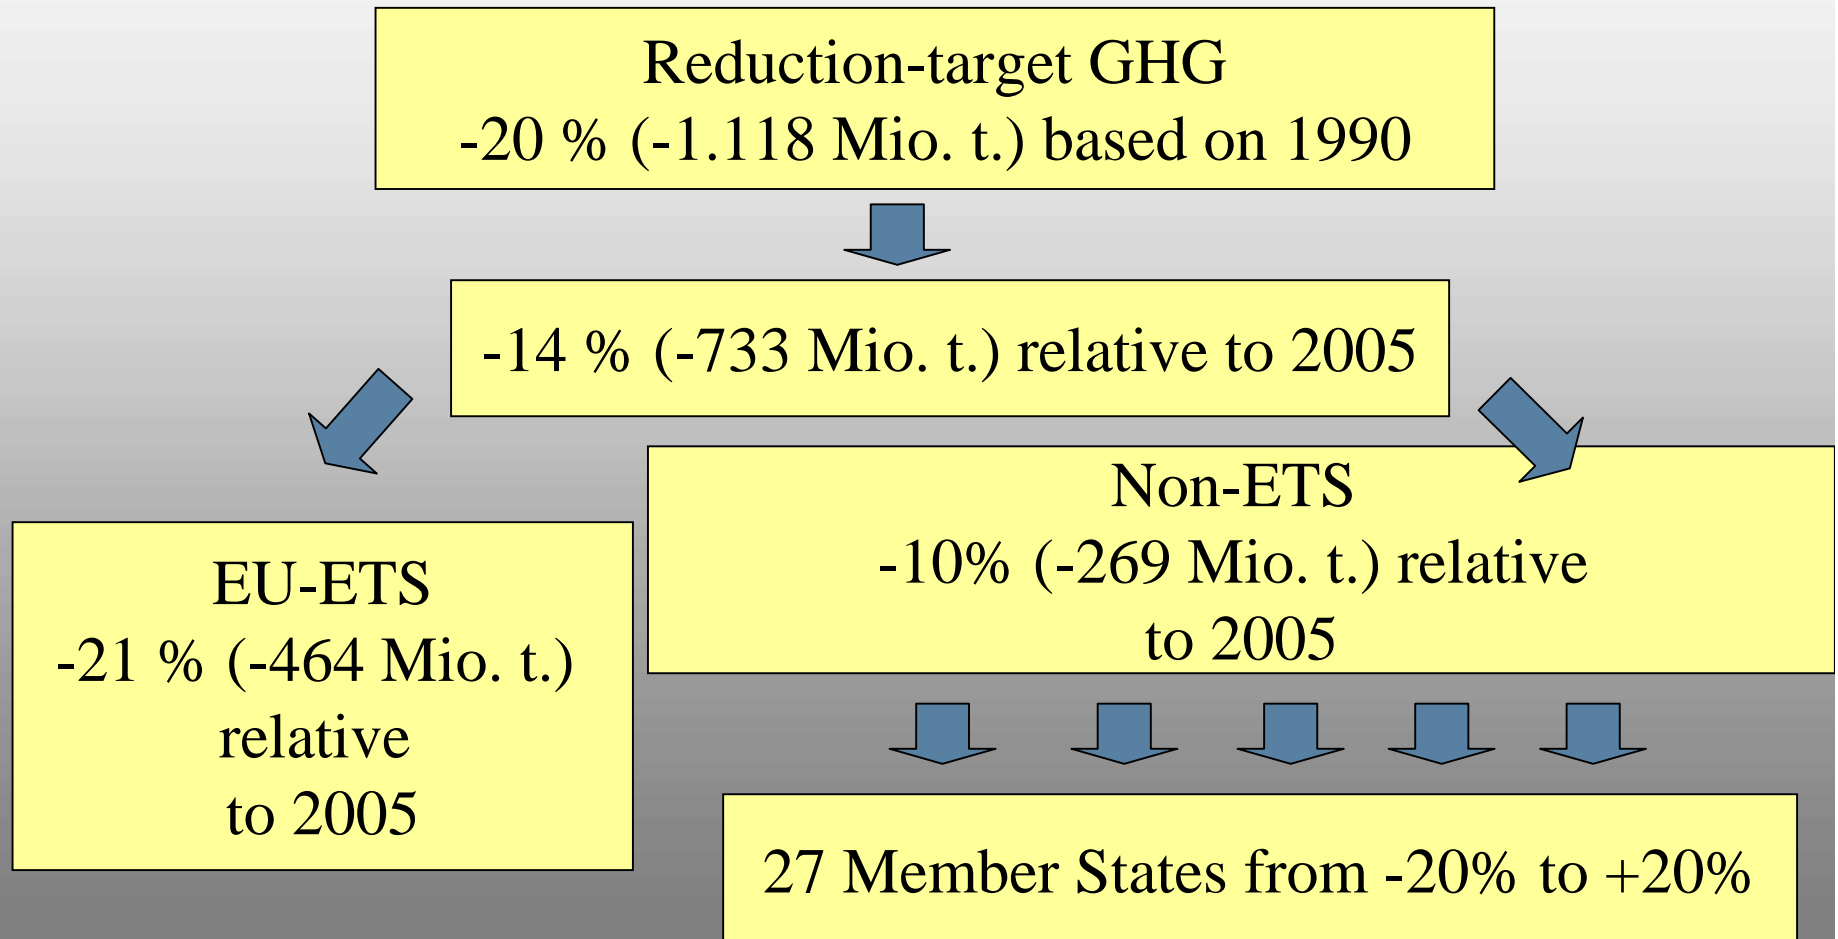 Reduction-target GHG
-20 % (-1.118 Mio. t.) based on 1990
-14 % (-733 Mio. t.) relative to 2005
EU-ETS
-21 % (-464 Mio. t.)
relative
to 2005
Non-ETS
-10% (-269 Mio. t.) relative
to 2005
27 Member States from -20% to +20%